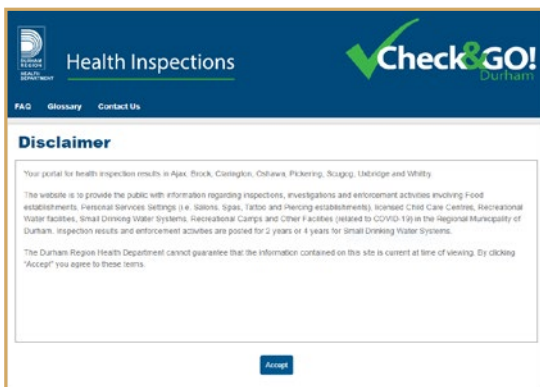 DURHAM
REGION
HEALTH
DEPARTMENT
Health Inspections
Check&GO!
Durham
FAQ Glossary Contact Us
Disclaimer
Your portal for health inspection results in Ajax, Brock, Clarington, Oshawa, Pickering, Scugog, Uxbridge and Whitby.
The website is to provide the public with information regarding inspections, investigations and enforcement activities involving Food
establishments, Personal Services Settings (i.e. Salons, Spas, Tattoo and Piercing establishments), licensed Child Care Centres, Recreational
Water facilities, Small Drinking Water Systems, Recreational Camps and Other Facilities (related to COVID-19) in the Regional Municipality of
Durham. Inspection results and enforcement activities are posted for 2 years or 4 years for Small Drinking Water Systems.
The Durham Region Health Department cannot guarantee that the information contained on this site is current at time of viewing. By clicking
"Accept" you agree to these terms.
Accept